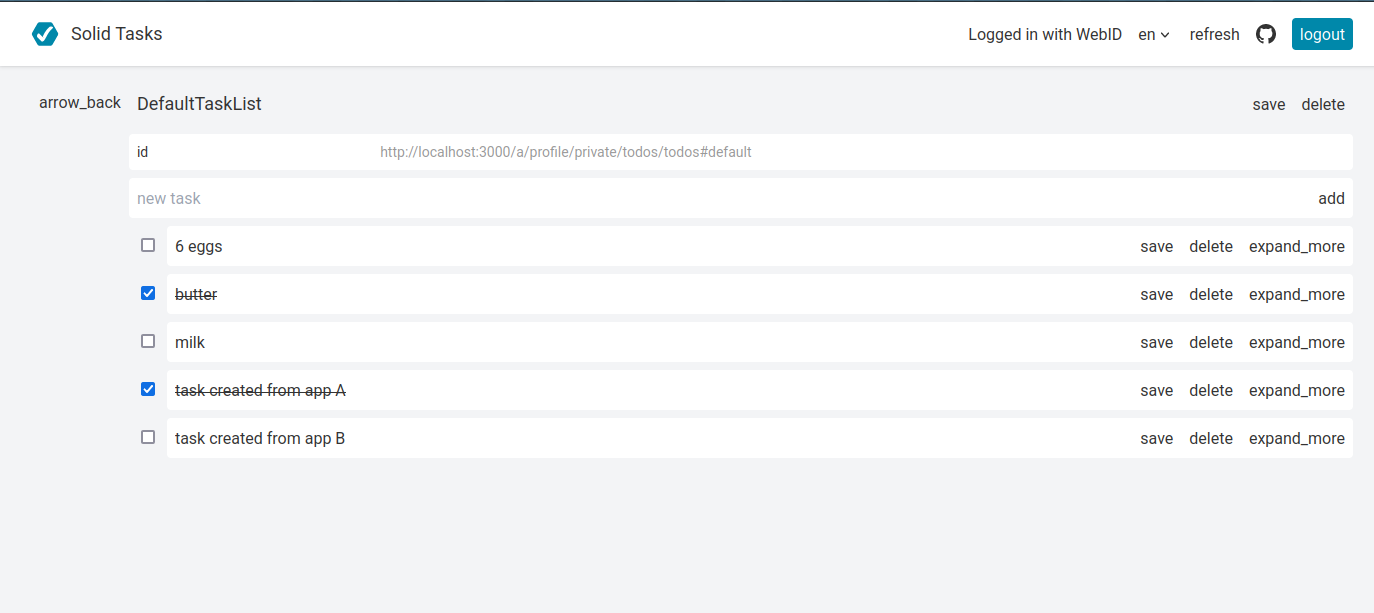 Solid Tasks Logged in with WebID en refresh logout
arrow_back DefaultTaskList save delete
id http://localhost:3000/a/profile/private/todos/todos#default
new task add
6 eggs save delete expand_more
butter save delete expand_more
milk save delete expand_more
task created from app A save delete expand_more
task created from app B save delete expand_more